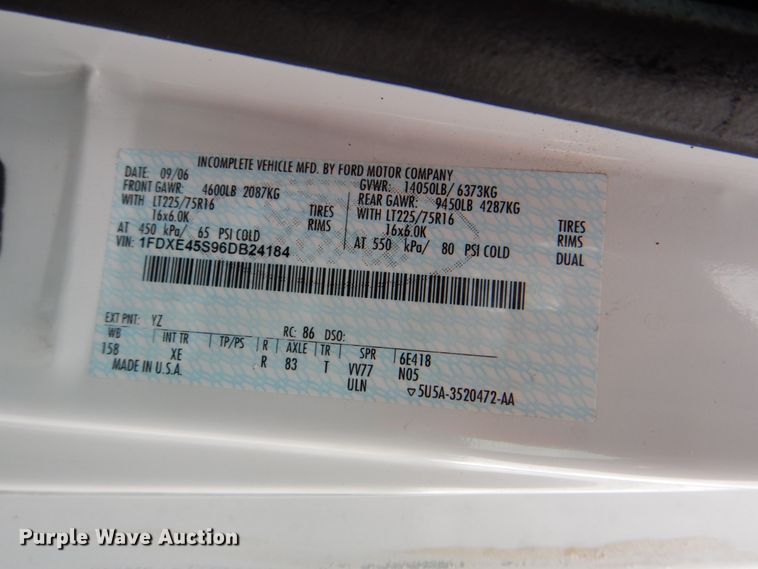 INCOMPLETE VEHICLE MFD. BY FORD MOTOR COMPANY
DATE: 09/06 GVWR: 14050LB/ 6373KG
FRONT GAWR: 4600LB 2087KG REAR GAWR: 9450LB 4287KG
WITH LT225/75R16 TIRES WITH LT225/75R16 TIRES
16x6.0K RIMS 16x6.0K RIMS
AT 450 kPa/ 65 PSI COLD AT 550 kPa/ 80 PSI COLD DUAL
VIN: 1FDXE45S96DB24184
EXT PNT: YZ RC: 86 DSO:
WB INT TR TP/PS R AXLE TR SPR 6E418
158 XE R 83 T VV77 N05
MADE IN U.S.A. ULN 5U5A-3520472-AA
Purple Wave Auction